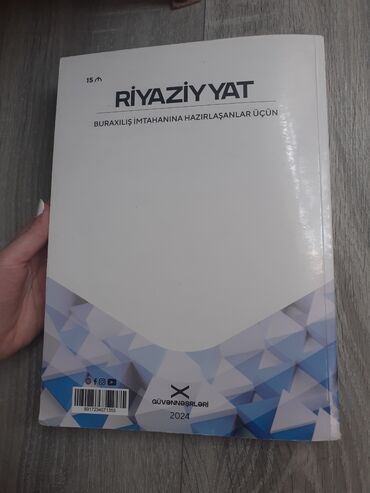 15 ₼
RİYAZİYYAT
BURAXILIŞ İMTAHANINA HAZIRLAŞANLAR ÜÇÜN
GÜVƏNNƏŞRLƏRİ
2024